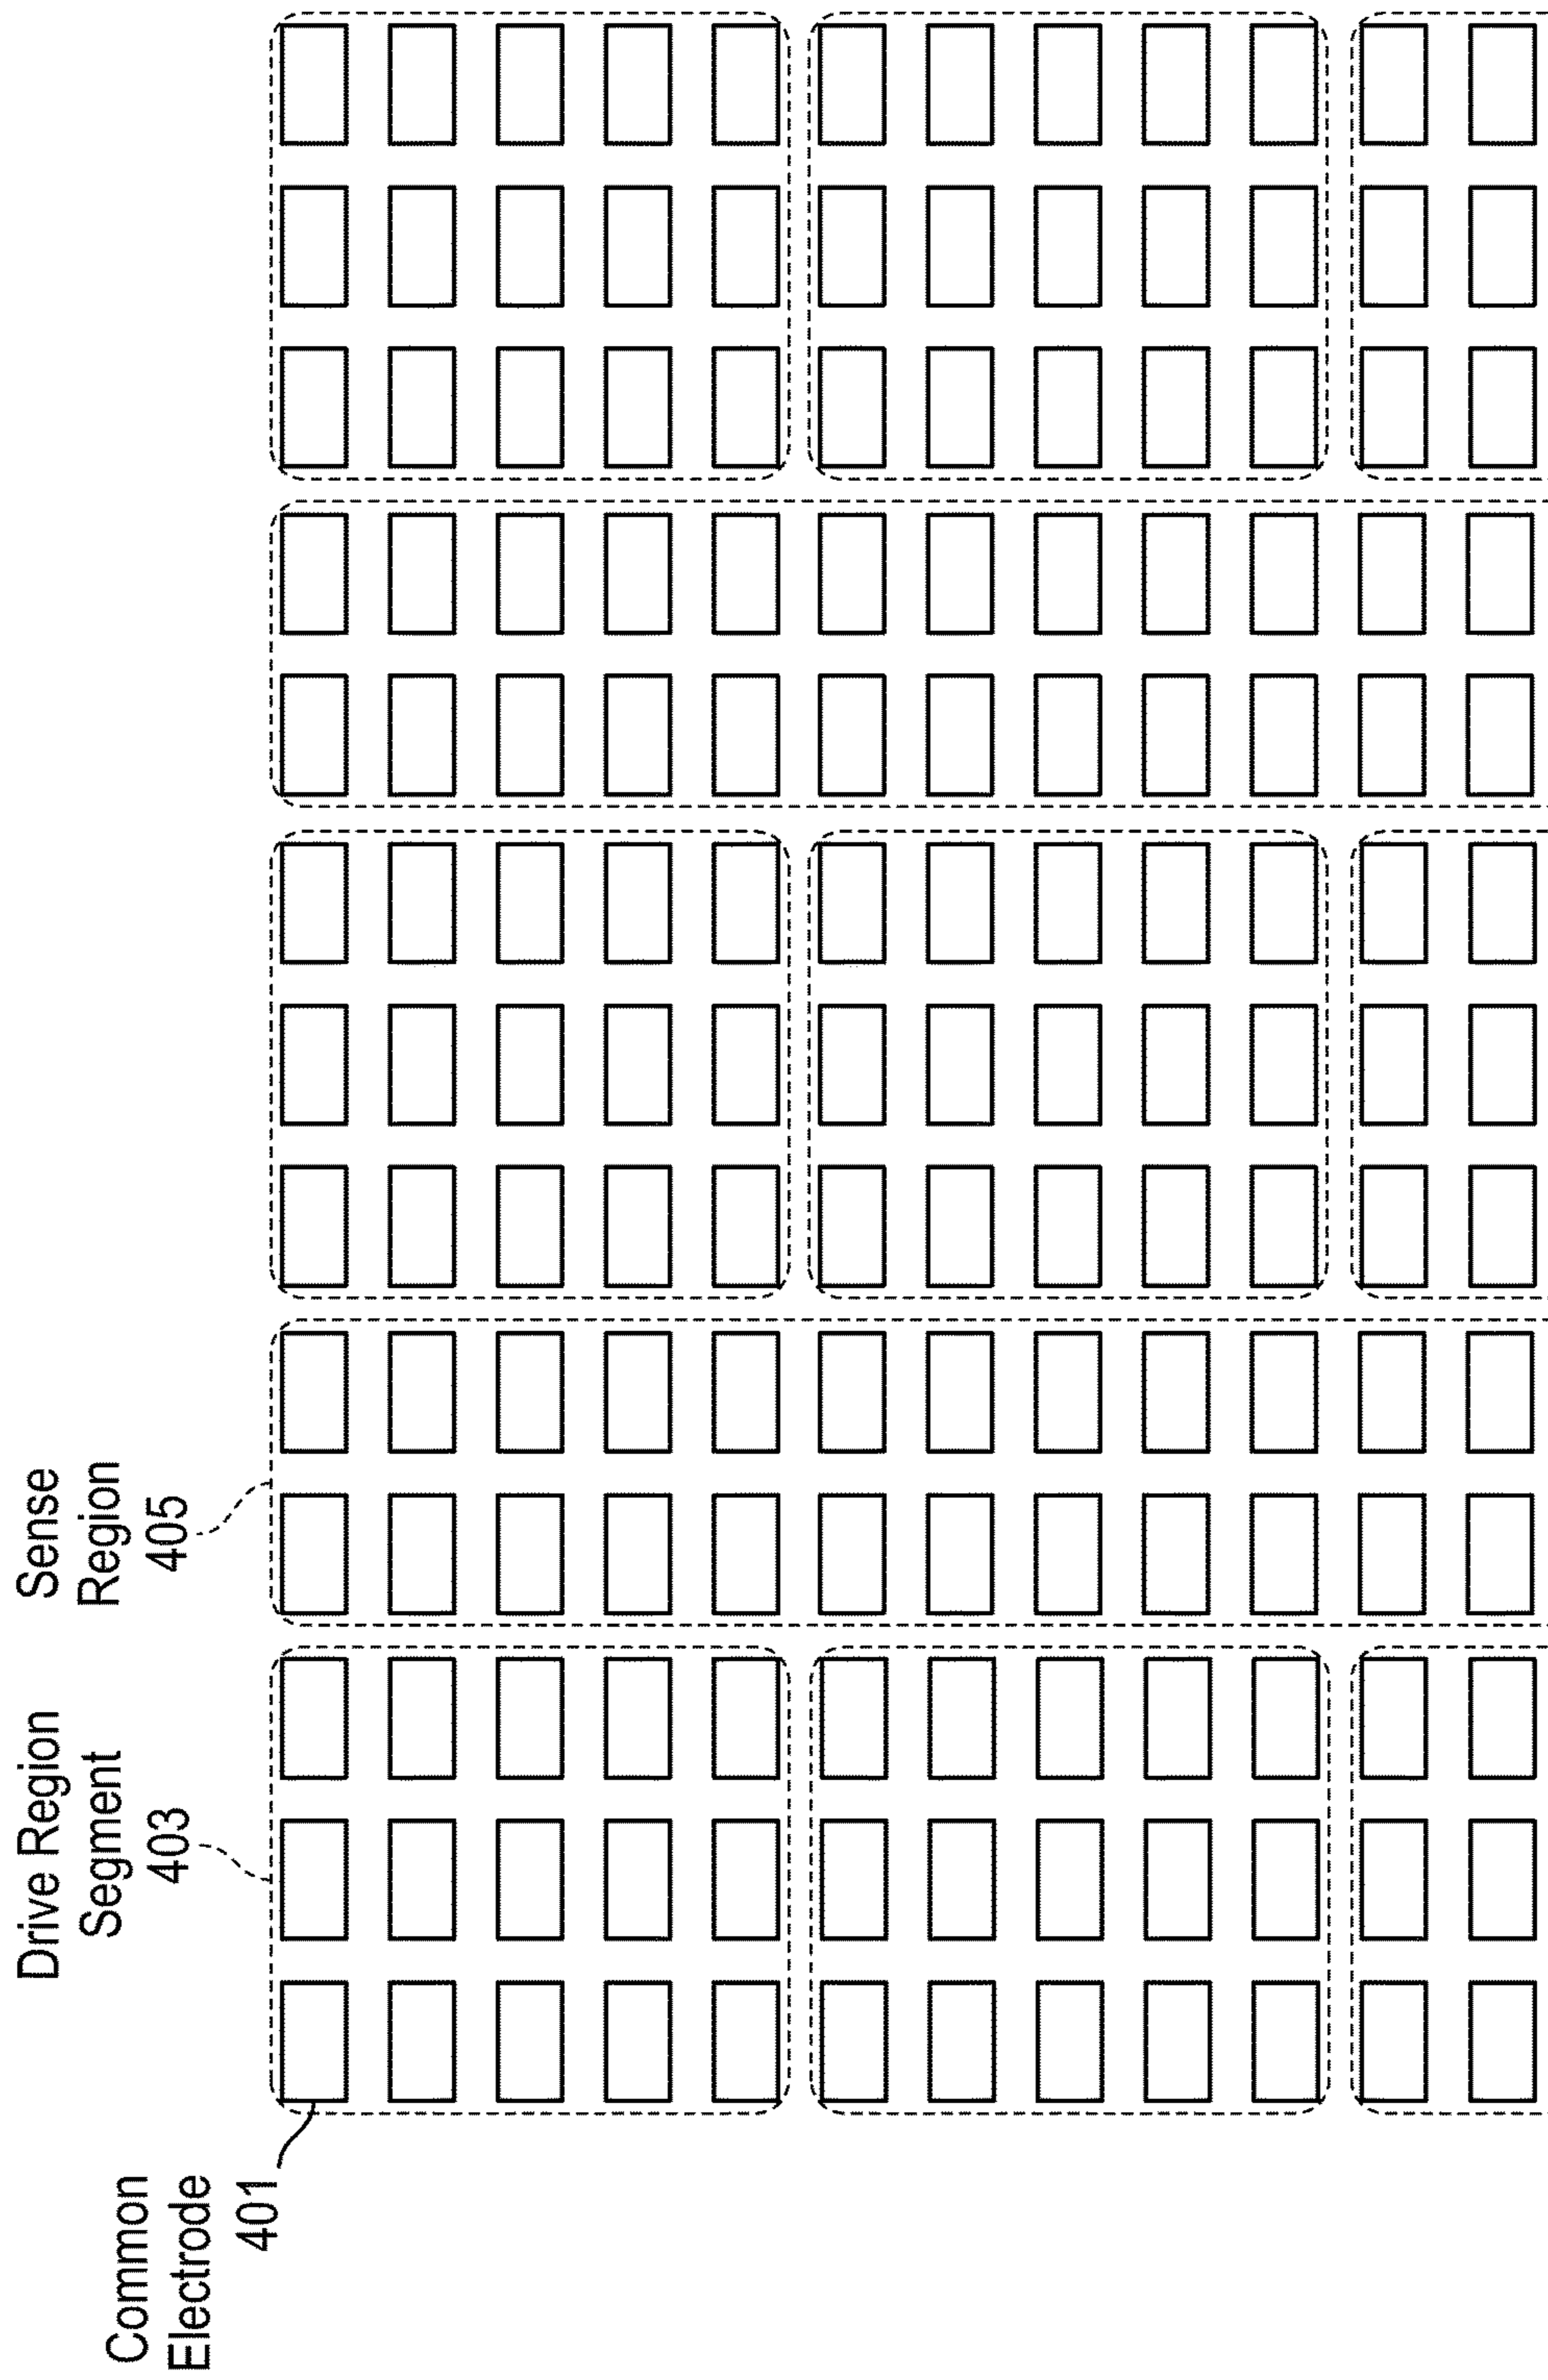 Common
Electrode
401
Drive Region
Segment
403
Sense
Region
405